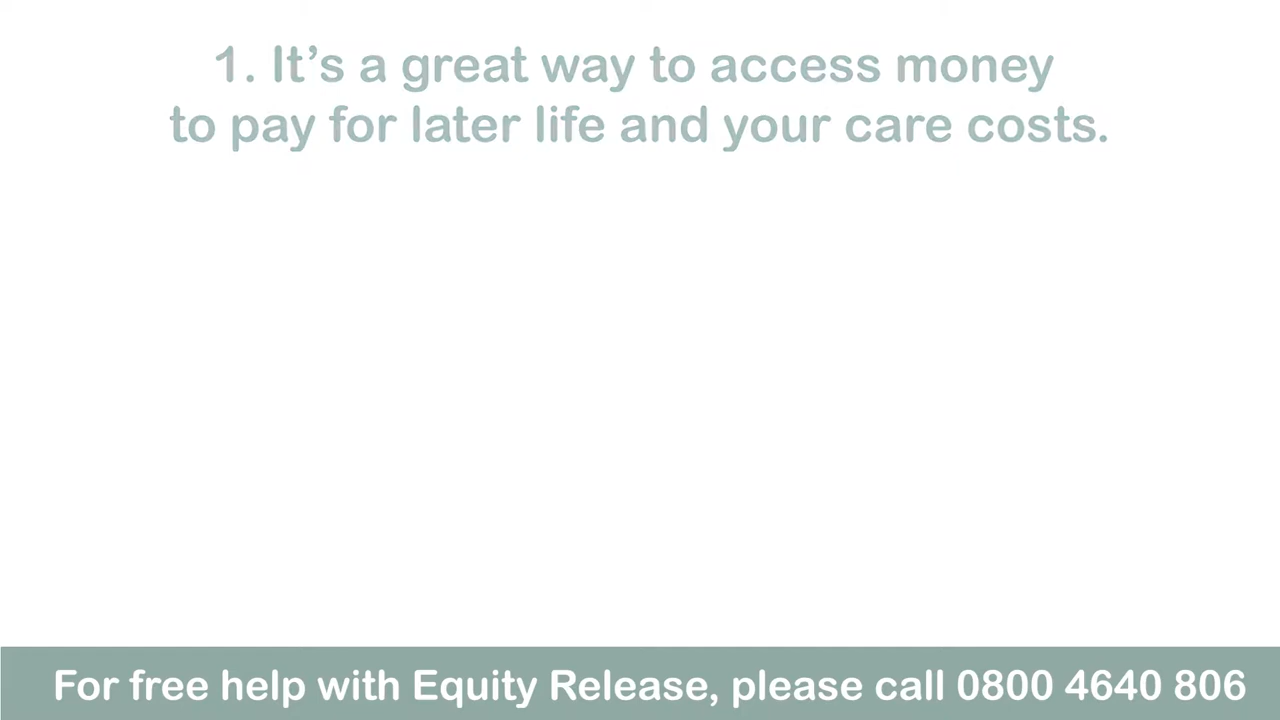 1. It’s a great way to access money
to pay for later life and your care costs.
For free help with Equity Release, please call 0800 4640 806